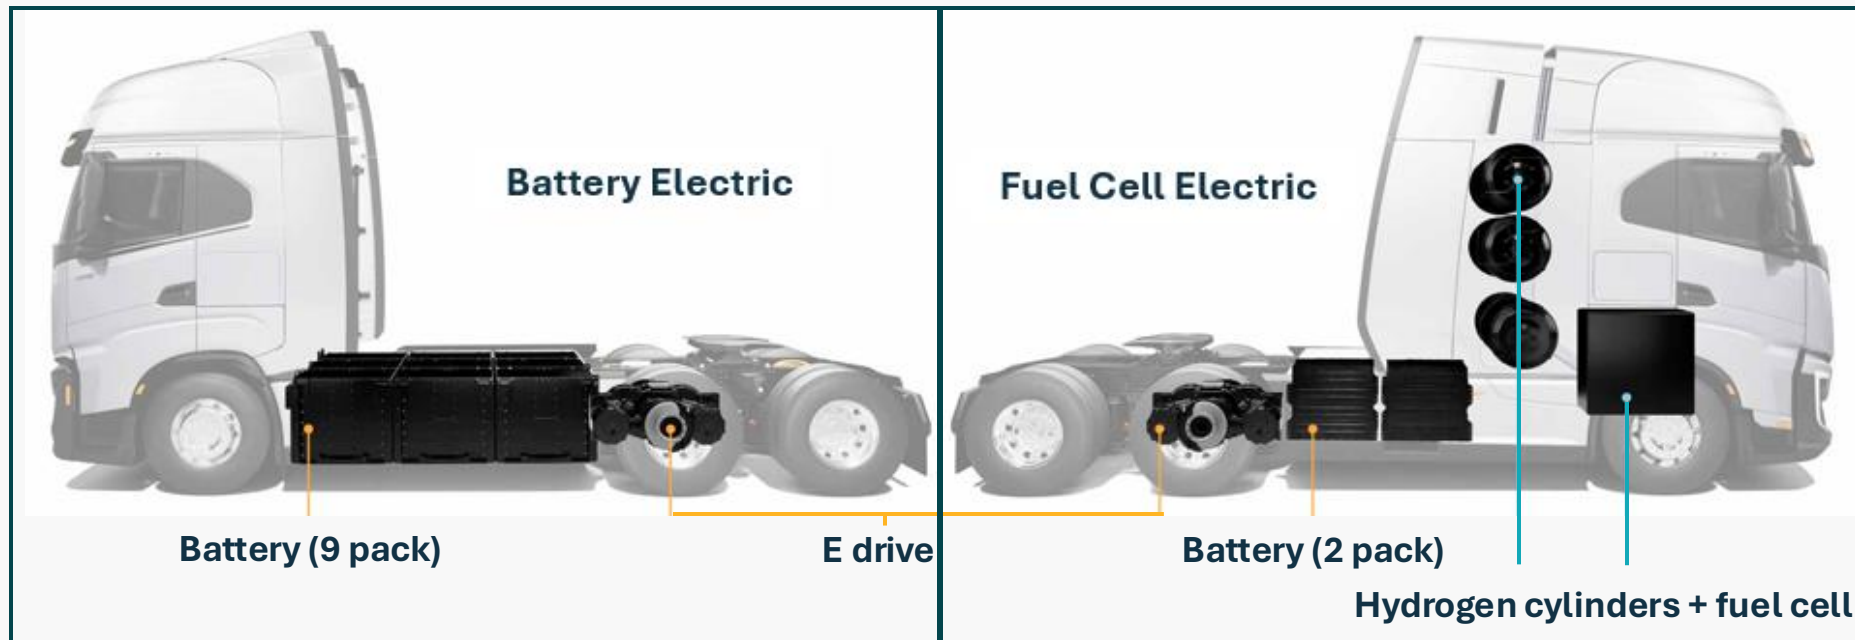 Battery Electric
Fuel Cell Electric
Battery (9 pack)
E drive
Battery (2 pack)
Hydrogen cylinders + fuel cell